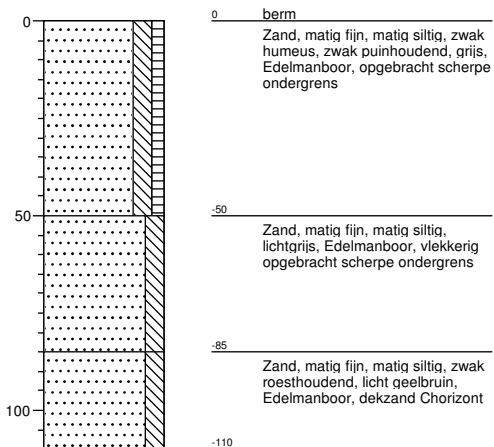 0
0 berm
Zand, matig fijn, matig siltig, zwak
humeus, zwak puinhoudend, grijs,
Edelmanboor, opgebracht scherpe
ondergrens
50
-50
Zand, matig fijn, matig siltig,
lichtgrijs, Edelmanboor, vlekkerig
opgebracht scherpe ondergrens
-85
Zand, matig fijn, matig siltig, zwak
roesthoudend, licht geelbruin,
Edelmanboor, dekzand Chorizont
100
-110